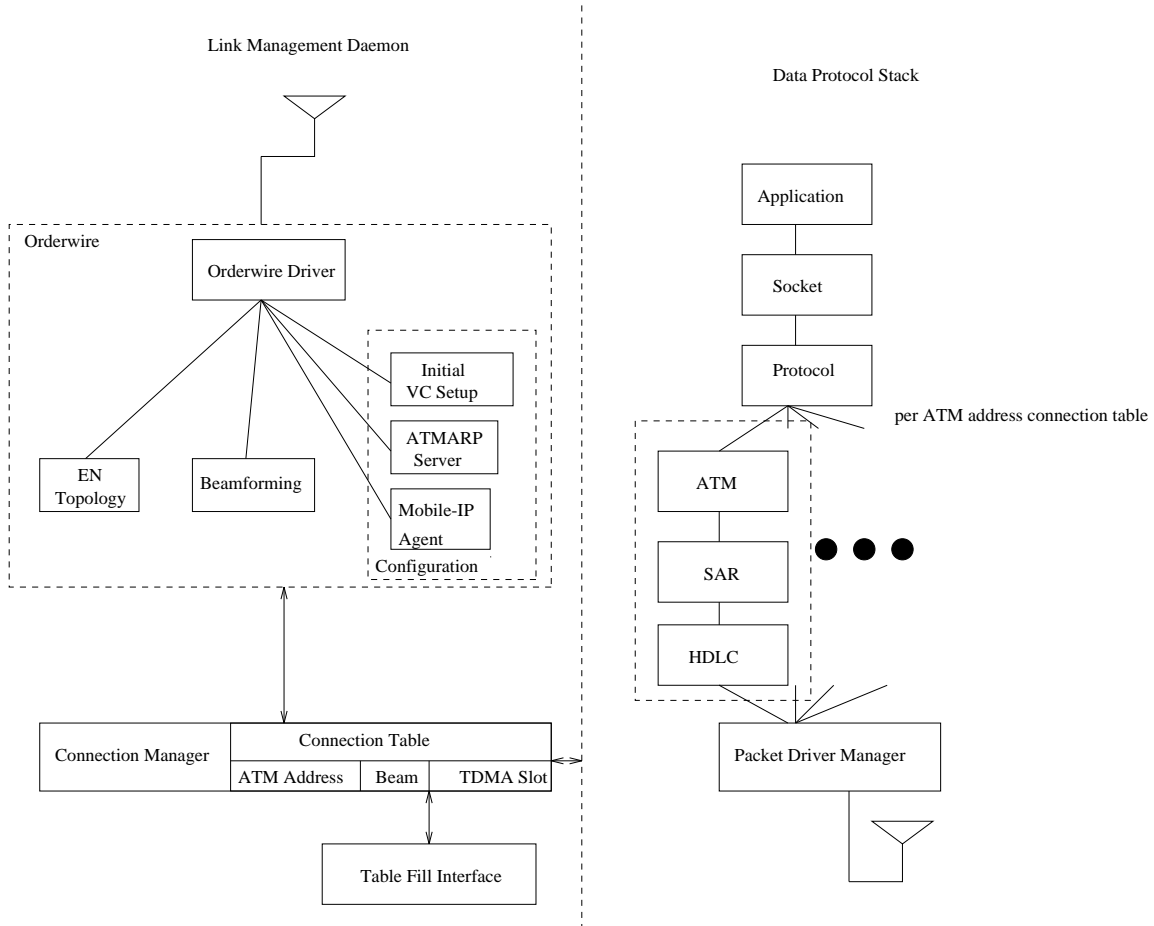 Link Management Daemon
Orderwire
Orderwire Driver
Initial
VC Setup
ATMARP
Server
EN
Topology
Beamforming
Mobile-IP
Agent
Configuration
Connection Manager
Connection Table
ATM Address
Beam
TDMA Slot
Table Fill Interface
Data Protocol Stack
Application
Socket
Protocol
per ATM address connection table
ATM
SAR
HDLC
Packet Driver Manager